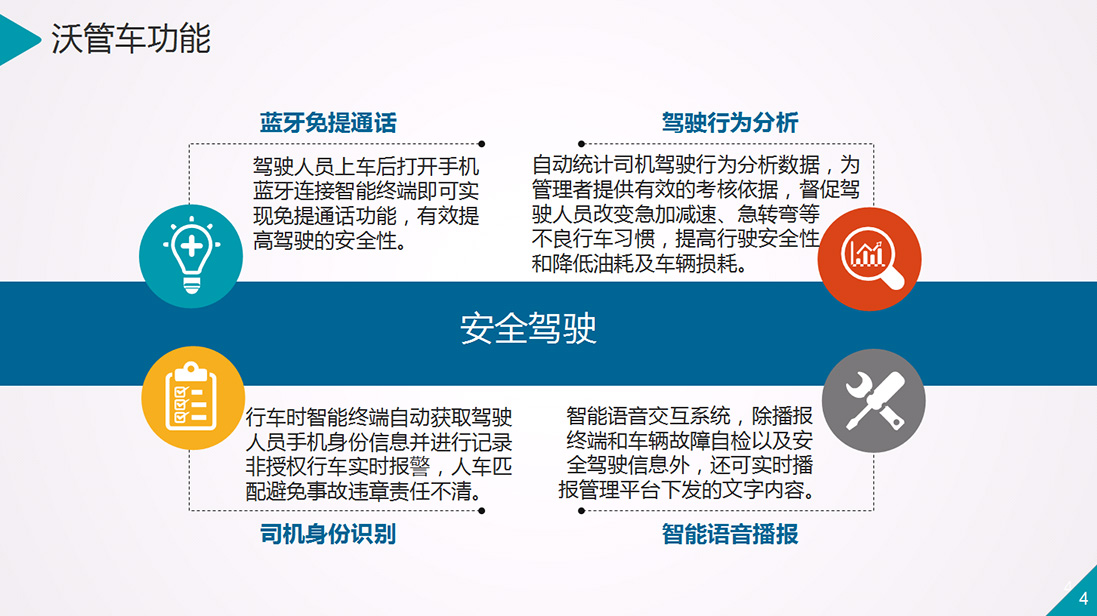 沃管车功能
蓝牙免提通话
驾驶人员上车后打开手机
蓝牙连接智能终端即可实
现免提通话功能，有效提
高驾驶的安全性。
驾驶行为分析
自动统计司机驾驶行为分析数据，为
管理者提供有效的考核依据，督促驾
驶人员改变急加减速、急转弯等
不良行车习惯，提高行驶安全性
和降低油耗及车辆损耗。
安全驾驶
行车时智能终端自动获取驾驶
人员手机身份信息并进行记录
非授权行车实时报警，人车匹
配避免事故违章责任不清。
司机身份识别
智能语音交互系统，除播报
终端和车辆故障自检以及安
全驾驶信息外，还可实时播
报管理平台下发的文字内容。
智能语音播报
4